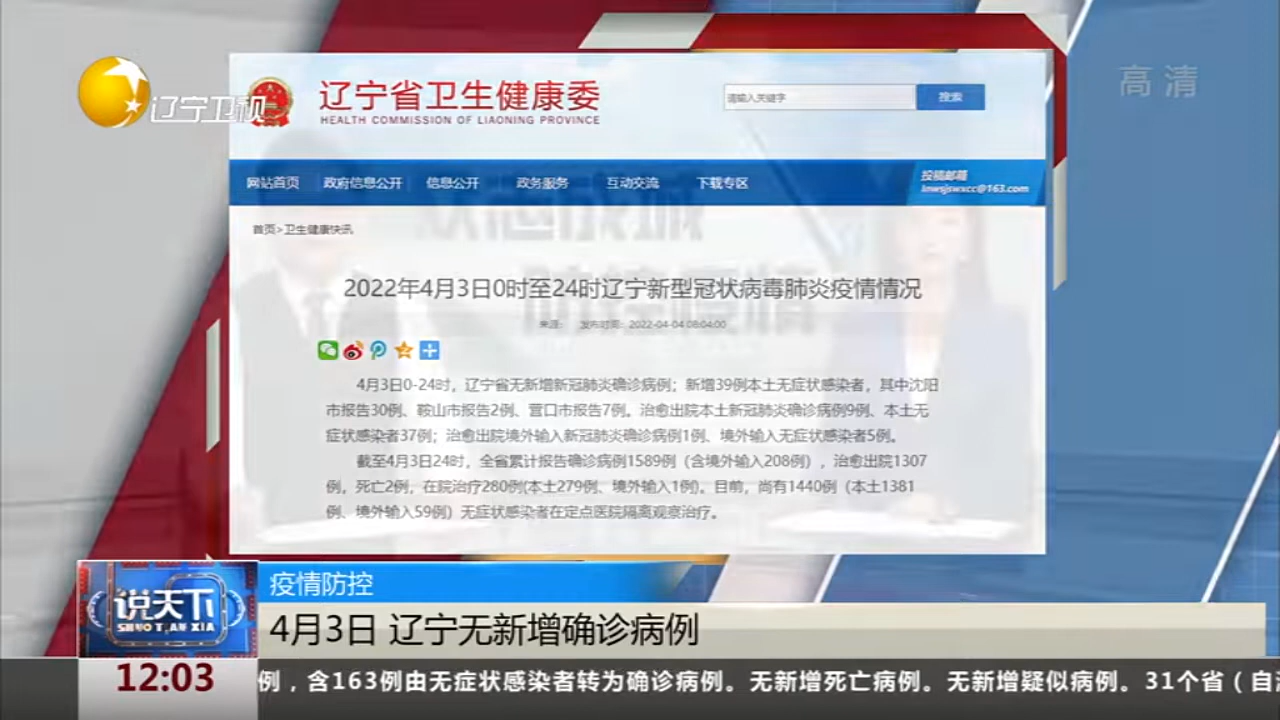 辽宁卫视
高清
辽宁省卫生健康委
HEALTH COMMISSION OF LIAONING PROVINCE
请输入关键字
搜索
网站首页 政府信息公开 信息公开 政务服务 互动交流 下载专区
投稿邮箱
lnwsjswxcc@163.com
首页>卫生健康快讯
2022年4月3日0时至24时辽宁新型冠状病毒肺炎疫情情况
来源: 发布时间: 2022-04-04 08:04:00
4月3日0-24时，辽宁省无新增新冠肺炎确诊病例；新增39例本土无症状感染者，其中沈阳
市报告30例、鞍山市报告2例、营口市报告7例。治愈出院本土新冠肺炎确诊病例9例、本土无
症状感染者37例；治愈出院境外输入新冠肺炎确诊病例1例、境外输入无症状感染者5例。
截至4月3日24时，全省累计报告确诊病例1589例（含境外输入208例），治愈出院1307
例，死亡2例，在院治疗280例(本土279例、境外输入1例)。目前，尚有1440例（本土1381
例、境外输入59例）无症状感染者在定点医院隔离观察治疗。
疫情防控
说天下
SHUO TIAN XIA
4月3日 辽宁无新增确诊病例
12:03
例，含163例由无症状感染者转为确诊病例。无新增死亡病例。无新增疑似病例。31个省（自